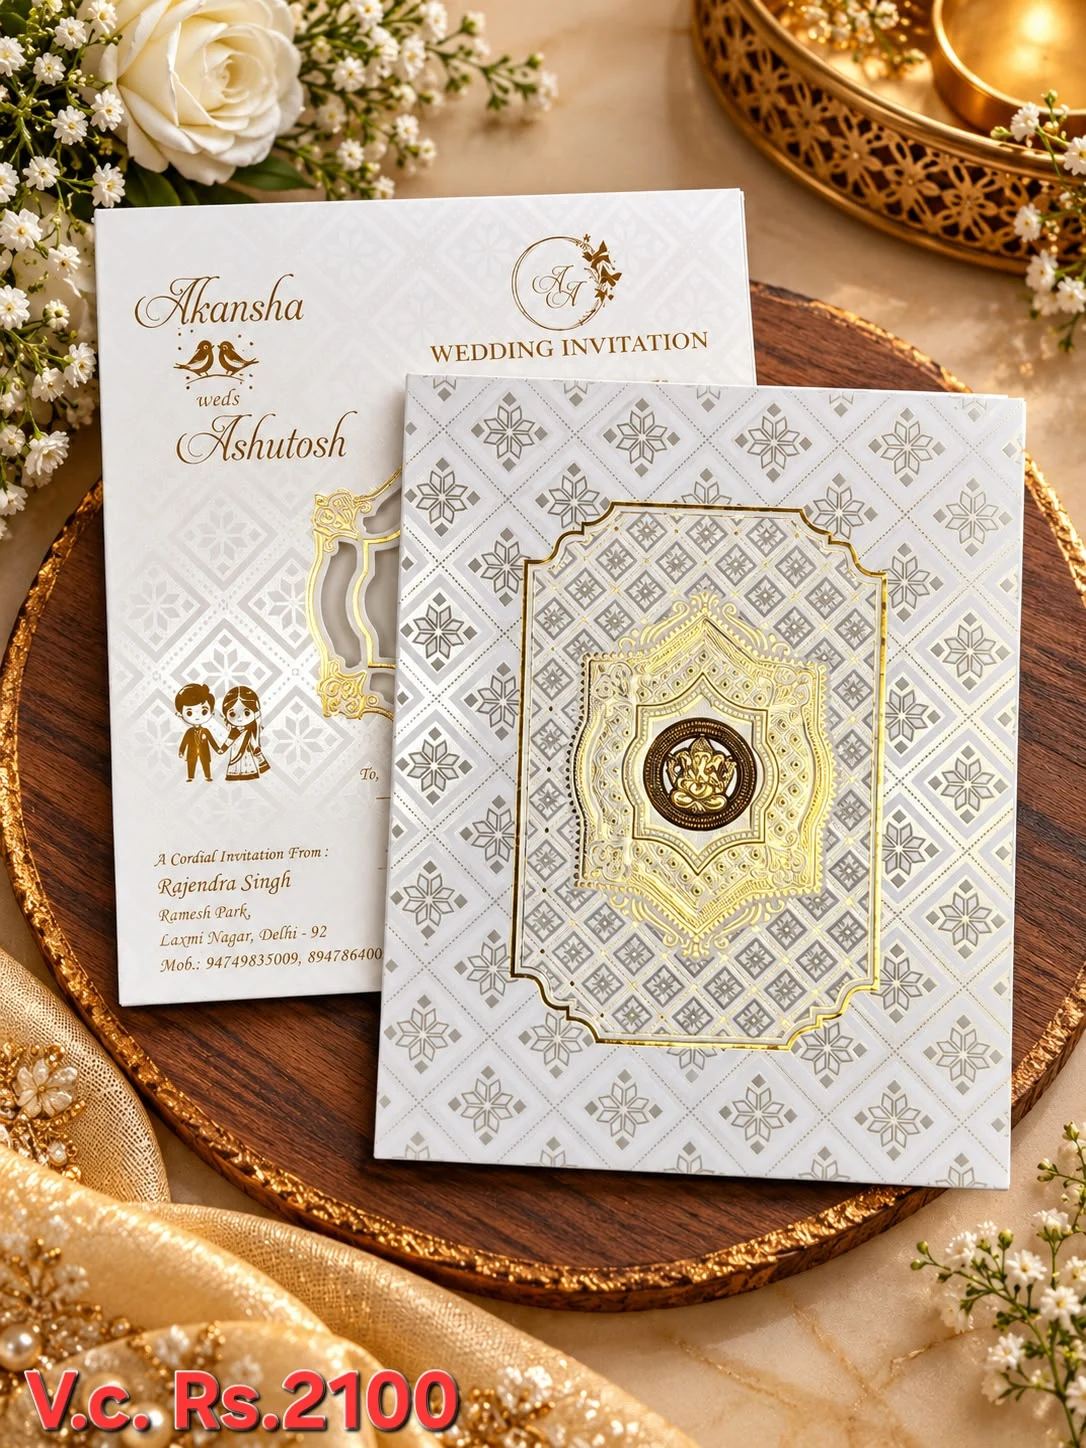 Akansha
weds
Ashutosh
AA
WEDDING INVITATION
To,
A Cordial Invitation From :
Rajendra Singh
Ramesh Park,
Laxmi Nagar, Delhi - 92
Mob.: 94749835009, 894786400
V.c. Rs.2100